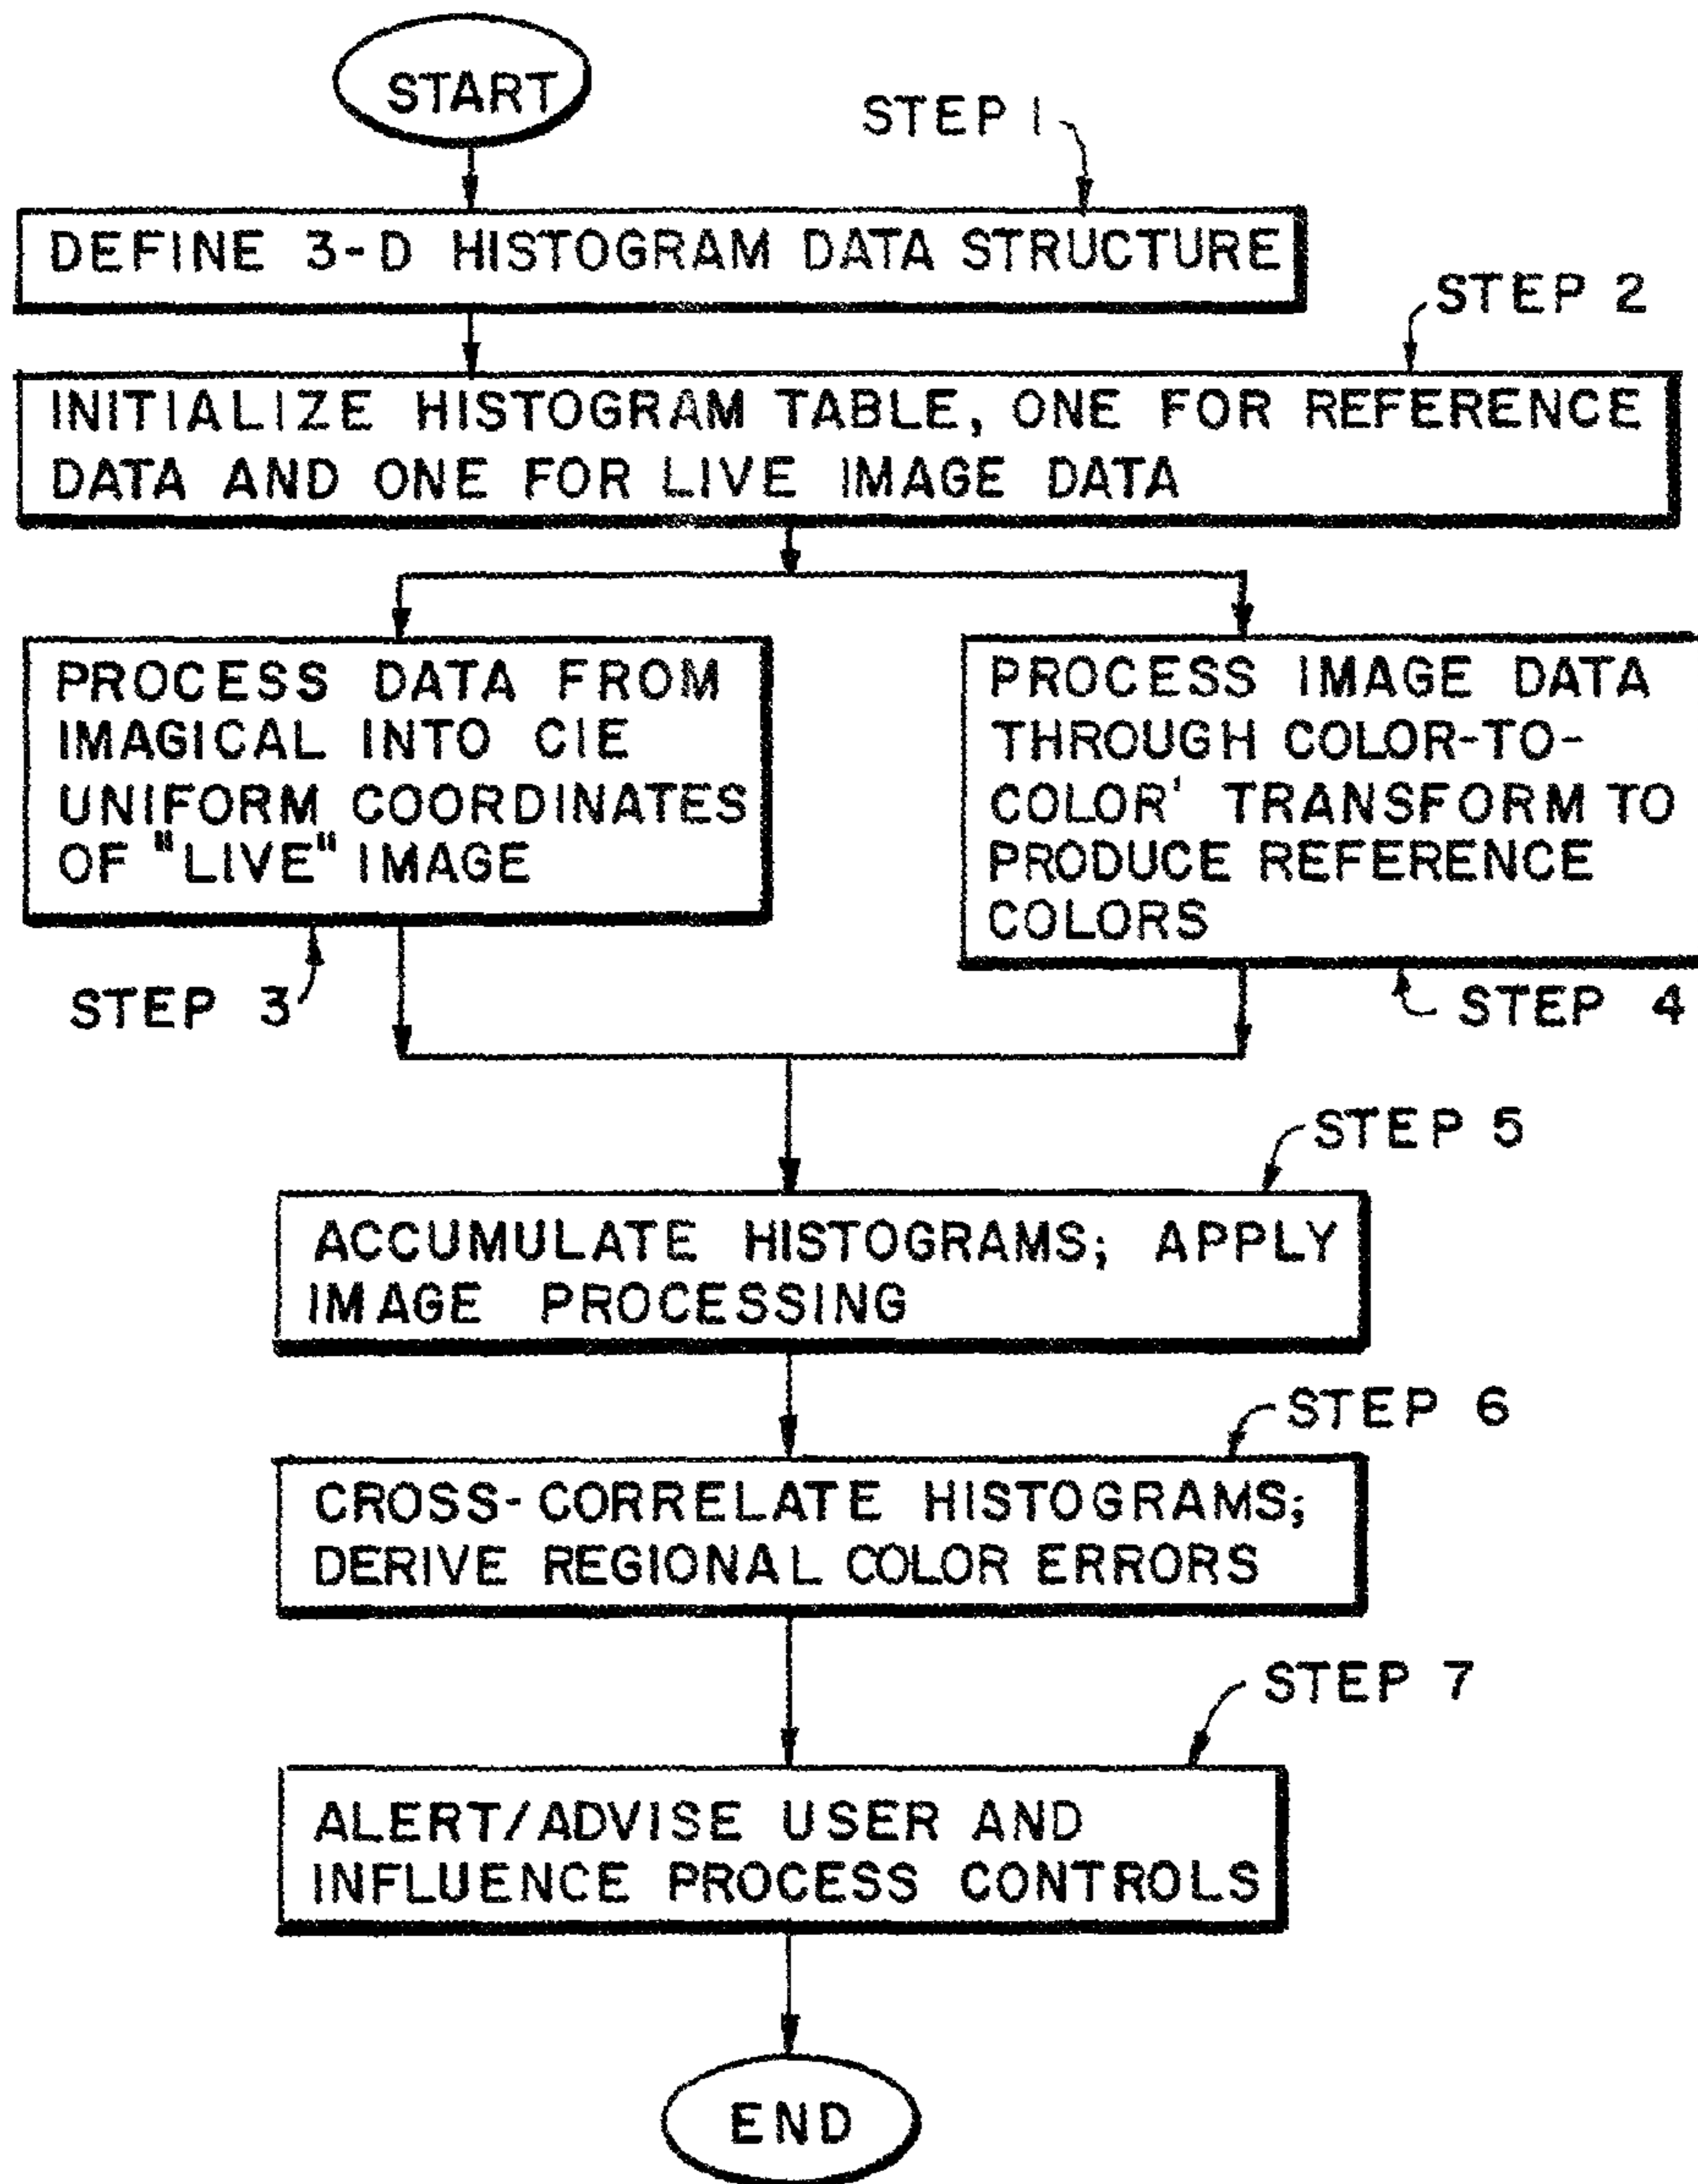 START
STEP 1
DEFINE 3-D HISTOGRAM DATA STRUCTURE
STEP 2
INITIALIZE HISTOGRAM TABLE, ONE FOR REFERENCE
DATA AND ONE FOR LIVE IMAGE DATA
PROCESS DATA FROM
IMAGICAL INTO CIE
UNIFORM COORDINATES
OF "LIVE" IMAGE
STEP 3
PROCESS IMAGE DATA
THROUGH COLOR-TO-
COLOR' TRANSFORM TO
PRODUCE REFERENCE
COLORS
STEP 4
STEP 5
ACCUMULATE HISTOGRAMS; APPLY
IMAGE PROCESSING
STEP 6
CROSS-CORRELATE HISTOGRAMS;
DERIVE REGIONAL COLOR ERRORS
STEP 7
ALERT/ADVISE USER AND
INFLUENCE PROCESS CONTROLS
END